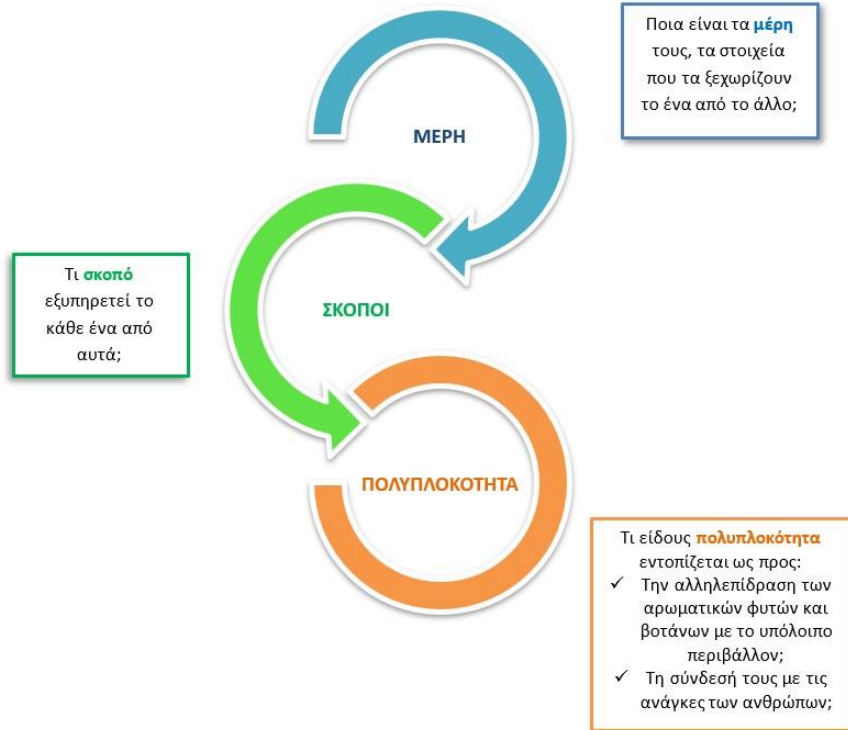 Ποια είναι τα μέρη
τους, τα στοιχεία
που τα ξεχωρίζουν
το ένα από το άλλο;
ΜΕΡΗ
Τι σκοπό
εξυπηρετεί το
κάθε ένα από
αυτά;
ΣΚΟΠΟΙ
ΠΟΛΥΠΛΟΚΟΤΗΤΑ
Τι είδους πολυπλοκότητα
εντοπίζεται ως προς:
✓ Την αλληλεπίδραση των
αρωματικών φυτών και
βοτάνων με το υπόλοιπο
περιβάλλον;
✓ Τη σύνδεσή τους με τις
ανάγκες των ανθρώπων;